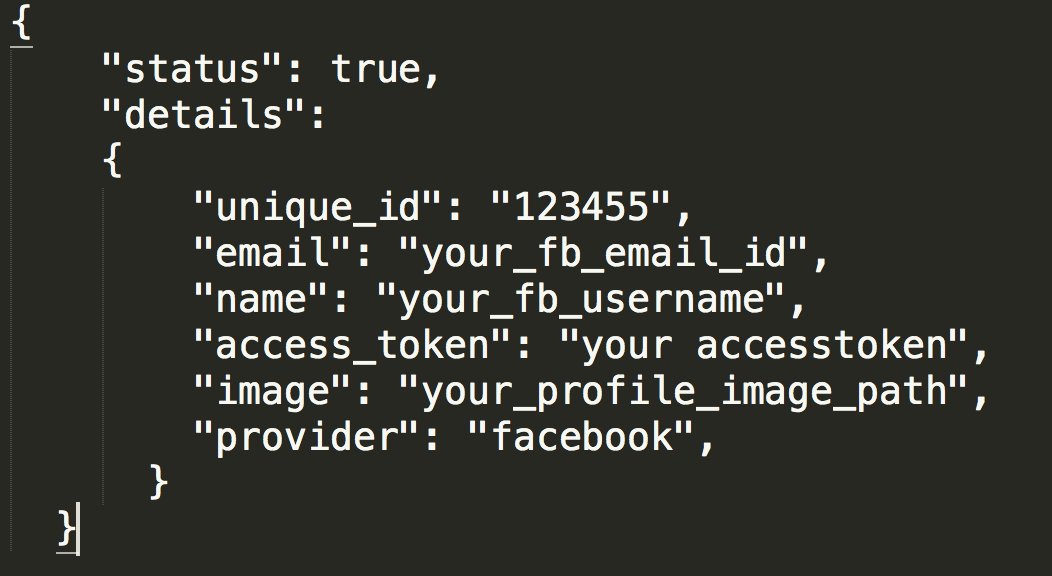 {
"status": true,
"details":
{
"unique_id": "123455",
"email": "your_fb_email_id",
"name": "your_fb_username",
"access_token": "your accesstoken",
"image": "your_profile_image_path",
"provider": "facebook",
}
}